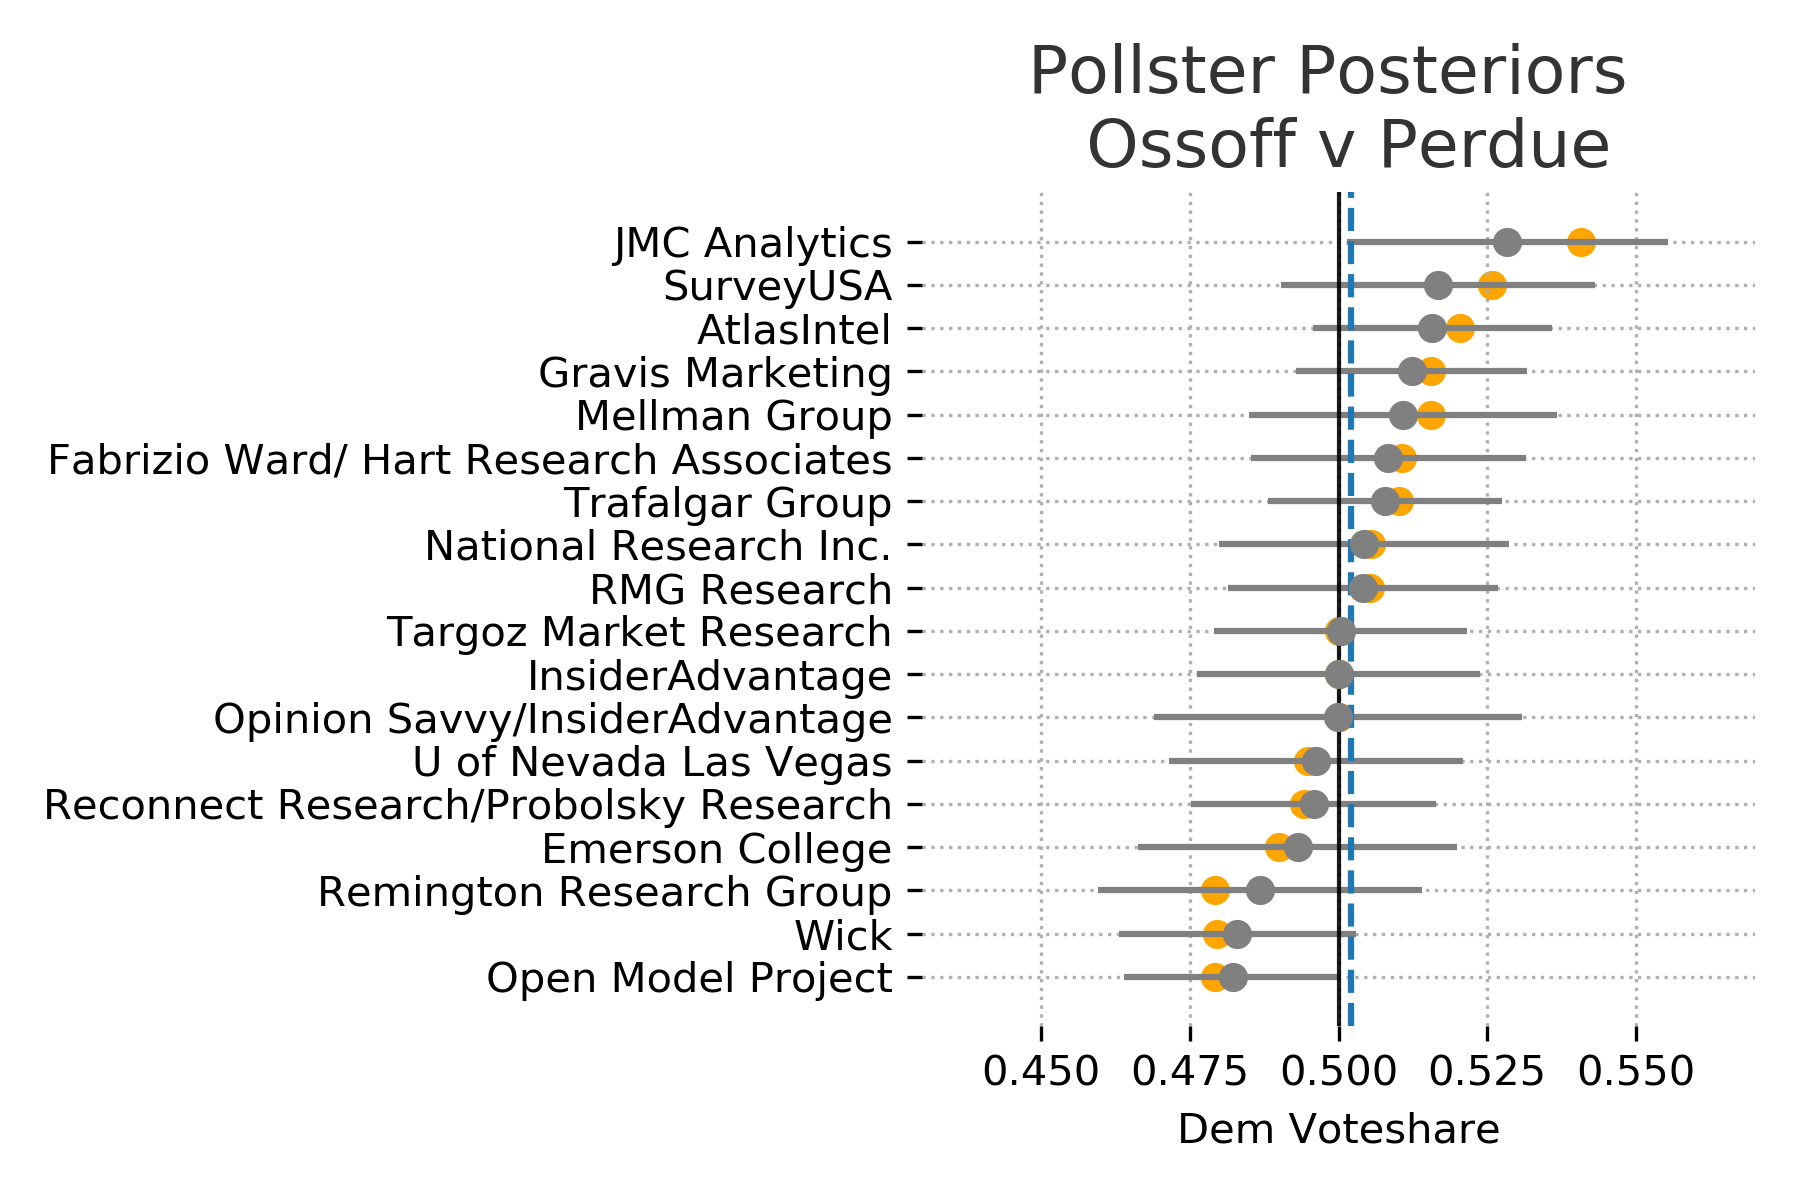 Pollster Posteriors
Ossoff v Perdue
JMC Analytics
SurveyUSA
AtlasIntel
Gravis Marketing
Mellman Group
Fabrizio Ward/ Hart Research Associates
Trafalgar Group
National Research Inc.
RMG Research
Targoz Market Research
InsiderAdvantage
Opinion Savvy/InsiderAdvantage
U of Nevada Las Vegas
Reconnect Research/Probolsky Research
Emerson College
Remington Research Group
Wick
Open Model Project
0.450 0.475 0.500 0.525 0.550
Dem Voteshare